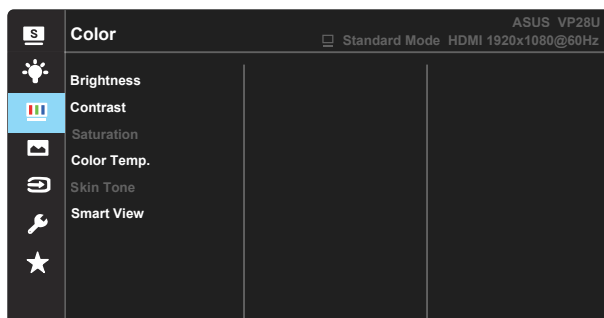 S
Color
ASUS VP28U
Standard Mode HDMI 1920x1080@60Hz
Brightness
Contrast
Saturation
Color Temp.
Skin Tone
Smart View